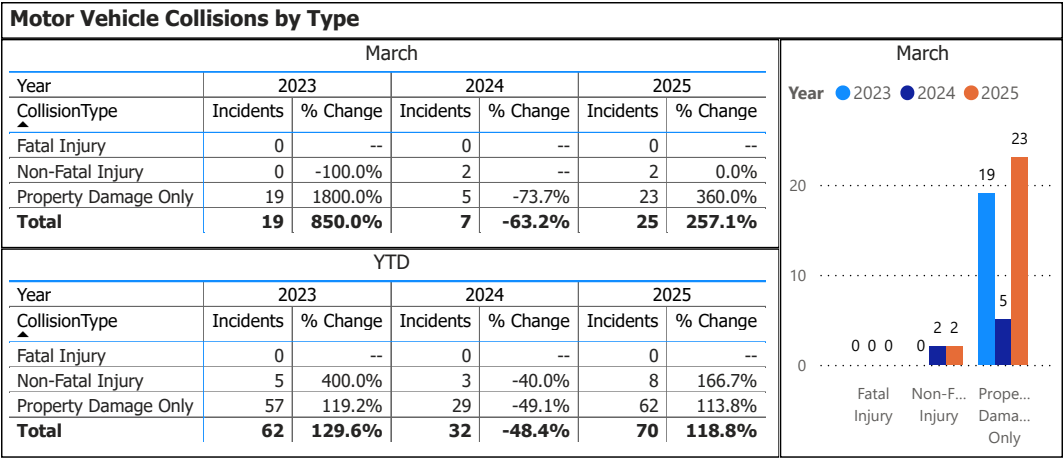 Motor Vehicle Collisions by Type
March
Year 2023 2024 2025
CollisionType Incidents % Change Incidents % Change Incidents % Change
Fatal Injury 0 -- 0 -- 0 --
Non-Fatal Injury 0 -100.0% 2 -- 2 0.0%
Property Damage Only 19 1800.0% 5 -73.7% 23 360.0%
Total 19 850.0% 7 -63.2% 25 257.1%
YTD
Year 2023 2024 2025
CollisionType Incidents % Change Incidents % Change Incidents % Change
Fatal Injury 0 -- 0 -- 0 --
Non-Fatal Injury 5 400.0% 3 -40.0% 8 166.7%
Property Damage Only 57 119.2% 29 -49.1% 62 113.8%
Total 62 129.6% 32 -48.4% 70 118.8%
March
Year 2023 2024 2025
23
19
20
10
5
2 2
0 0 0 0
0
Fatal Non-F... Prope...
Injury Injury Dama...
Only